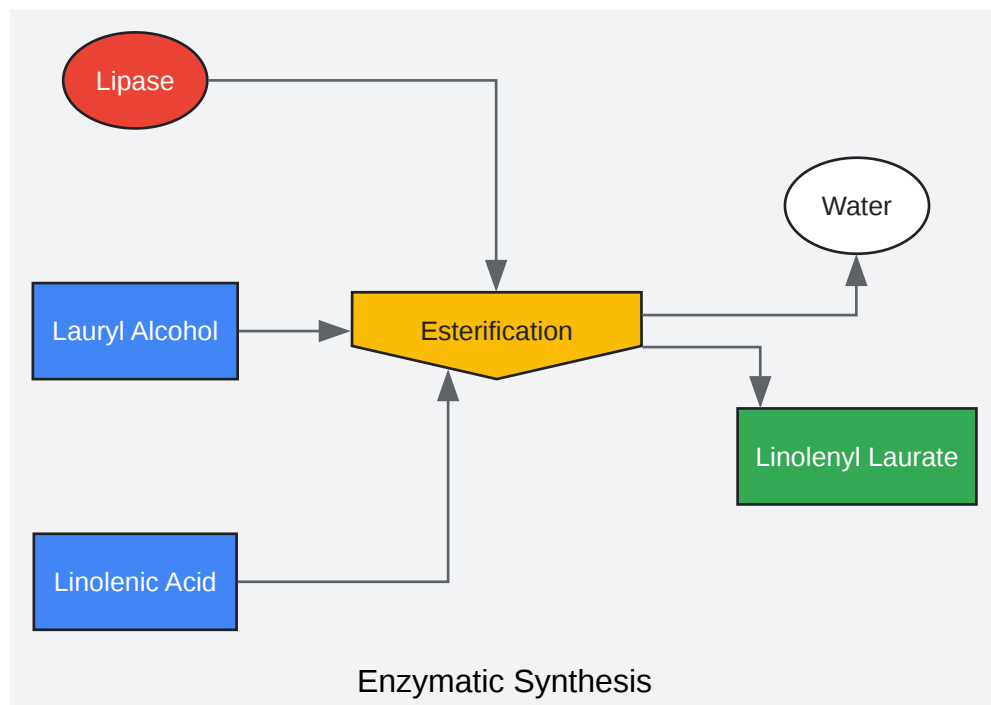 Lipase
Water
Lauryl Alcohol
Esterification
Linolenyl Laurate
Linolenic Acid
Enzymatic Synthesis